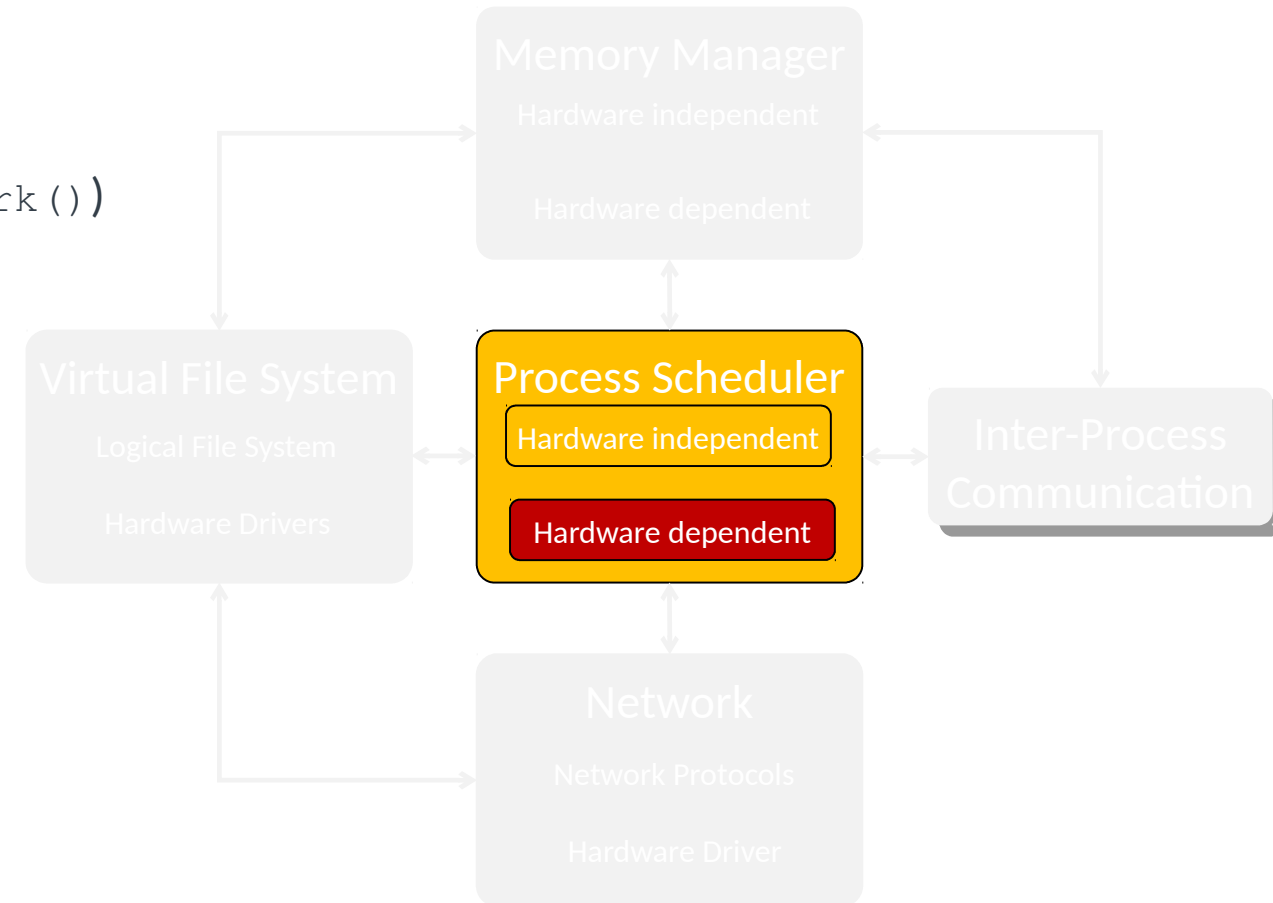 Memory Manager
Hardware independent
Hardware dependent
rk())
Virtual File System
Logical File System
Hardware Drivers
Process Scheduler
Hardware independent
Hardware dependent
Inter-Process
Communication
Network
Network Protocols
Hardware Driver